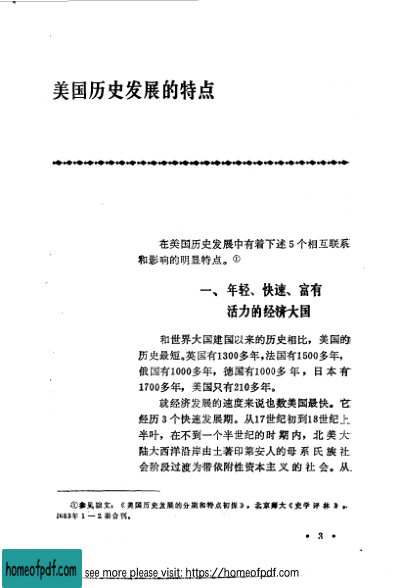 美国历史发展的特点
在美国历史发展中有着下述5个相互联系
和影响的明显特点。①
一、年轻、快速、富有
活力的经济大国
和世界大国建国以来的历史相比，美国的
历史最短。英国有1300多年，法国有1500多年，
俄国有1000多年，德国有1000多年，日本有
1700多年，美国只有210多年。
就经济发展的速度来说也数美国最快。它
经历3个快速发展期。从17世纪初到18世纪上
半叶，在不到一个半世纪的时期内，北美大
陆大西洋沿岸由土著印第安人的母系氏族社
会阶段过渡为带依附性资本主义的社会。从
①参见拙文：《美国历史发展的分期和特点初探》，北京师大《史学评林》，
1983年1—2期合刊。
• 3 •
homeofpdf.com
see more please visit: https://homeofpdf.com